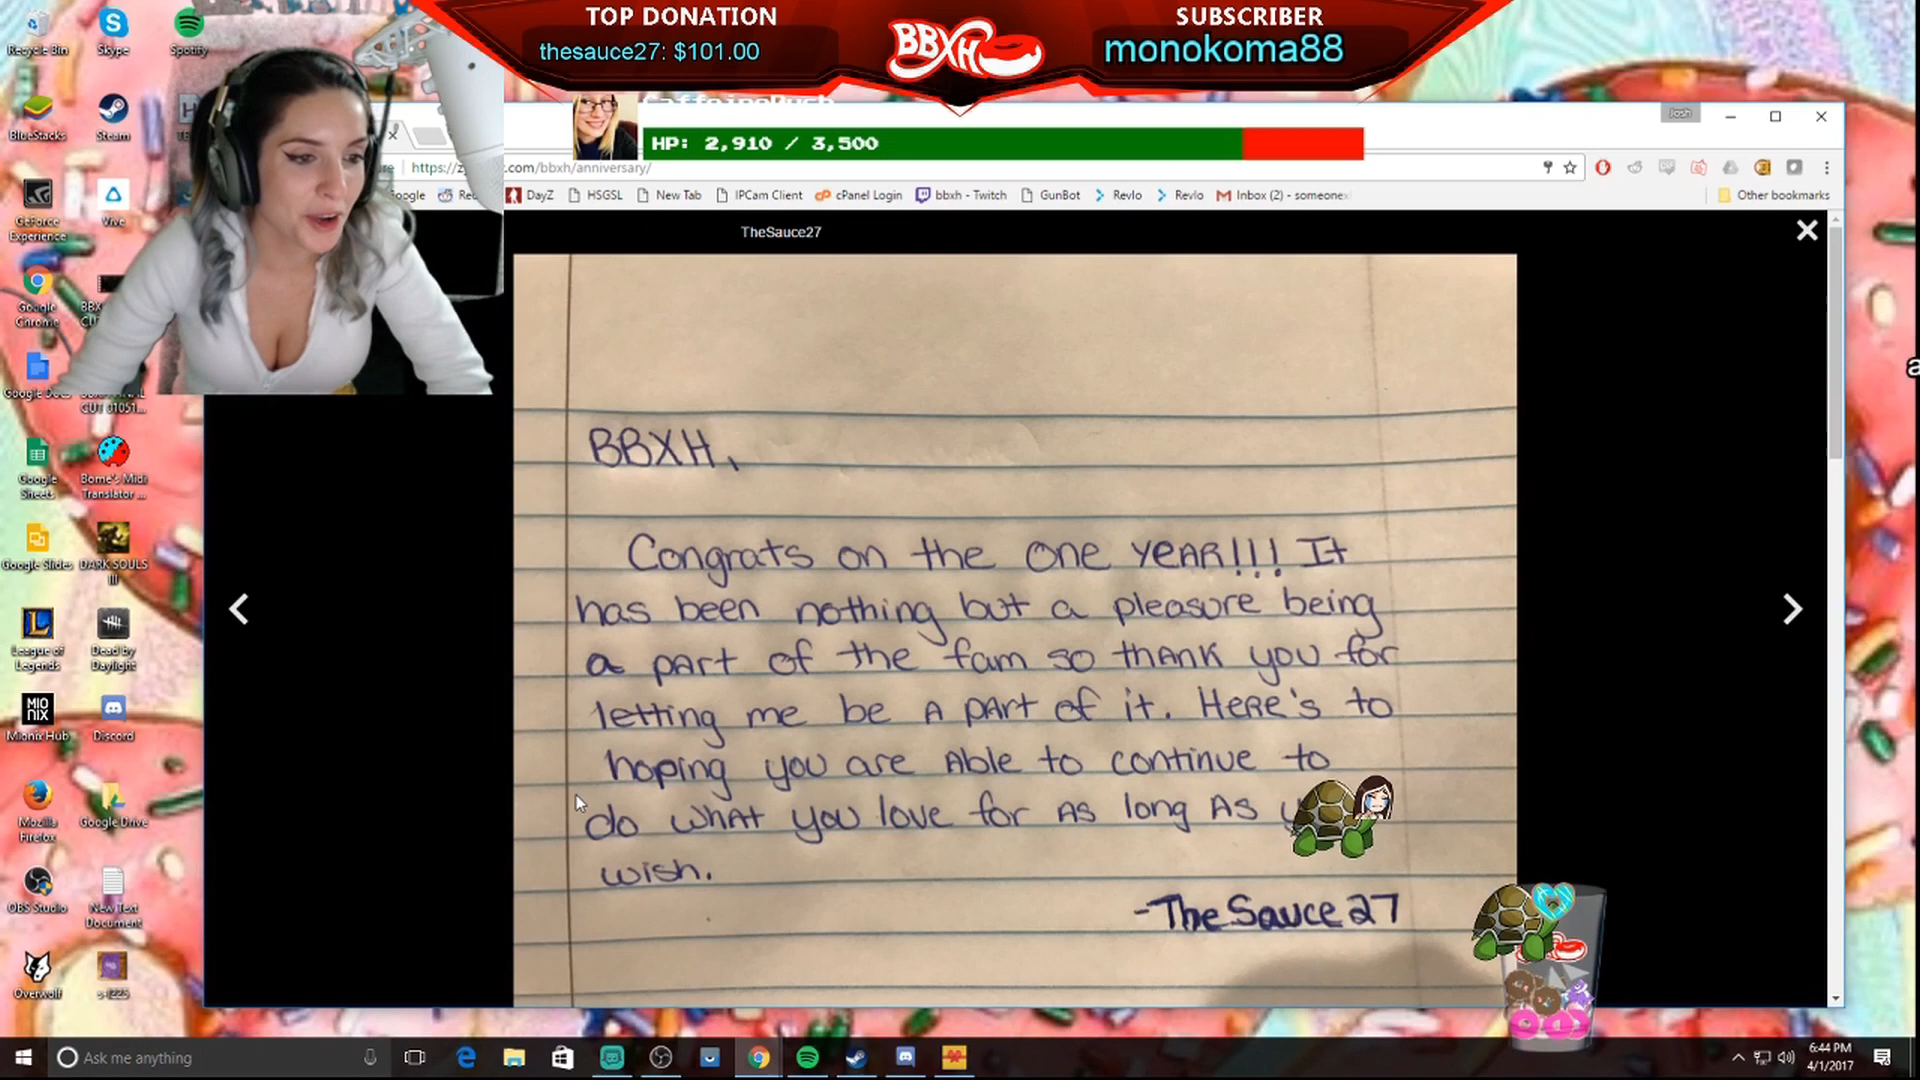 TOP DONATION
thesauce27: $101.00
BBXH
SUBSCRIBER
monokoma88
HP: 2,910 / 3,500
Josh
.com/bbxh/anniversary/
DayZ
HSGSL
New Tab
IPCam Client
cPanel Login
bbxh - Twitch
GunBot
Revlo
Revlo
Inbox (2) - someonex
Other bookmarks
TheSauce27
BBXH,
Congrats on the One YEAR!!! It
has been nothing but a pleasure being
a part of the fam so thank you for
letting me be a part of it. Here's to
hoping you are able to continue to
do what you love for as long as
wish.
-TheSauce27
Recycle Bin
Skype
Spotify
BlueStacks
Steam
GeForce
Experience
Vive
Google
Chrome
Google
Sheets
Bome's Midi
Translator ...
Google Slides
DARK SOULS
III
League of
Legends
Dead by
Daylight
MIO
NIX
Mionix Hub
Discord
Mozilla
Firefox
Google Drive
OBS Studio
New Text
Document
Overwolf
s-l225
Ask me anything
6:44 PM
4/1/2017